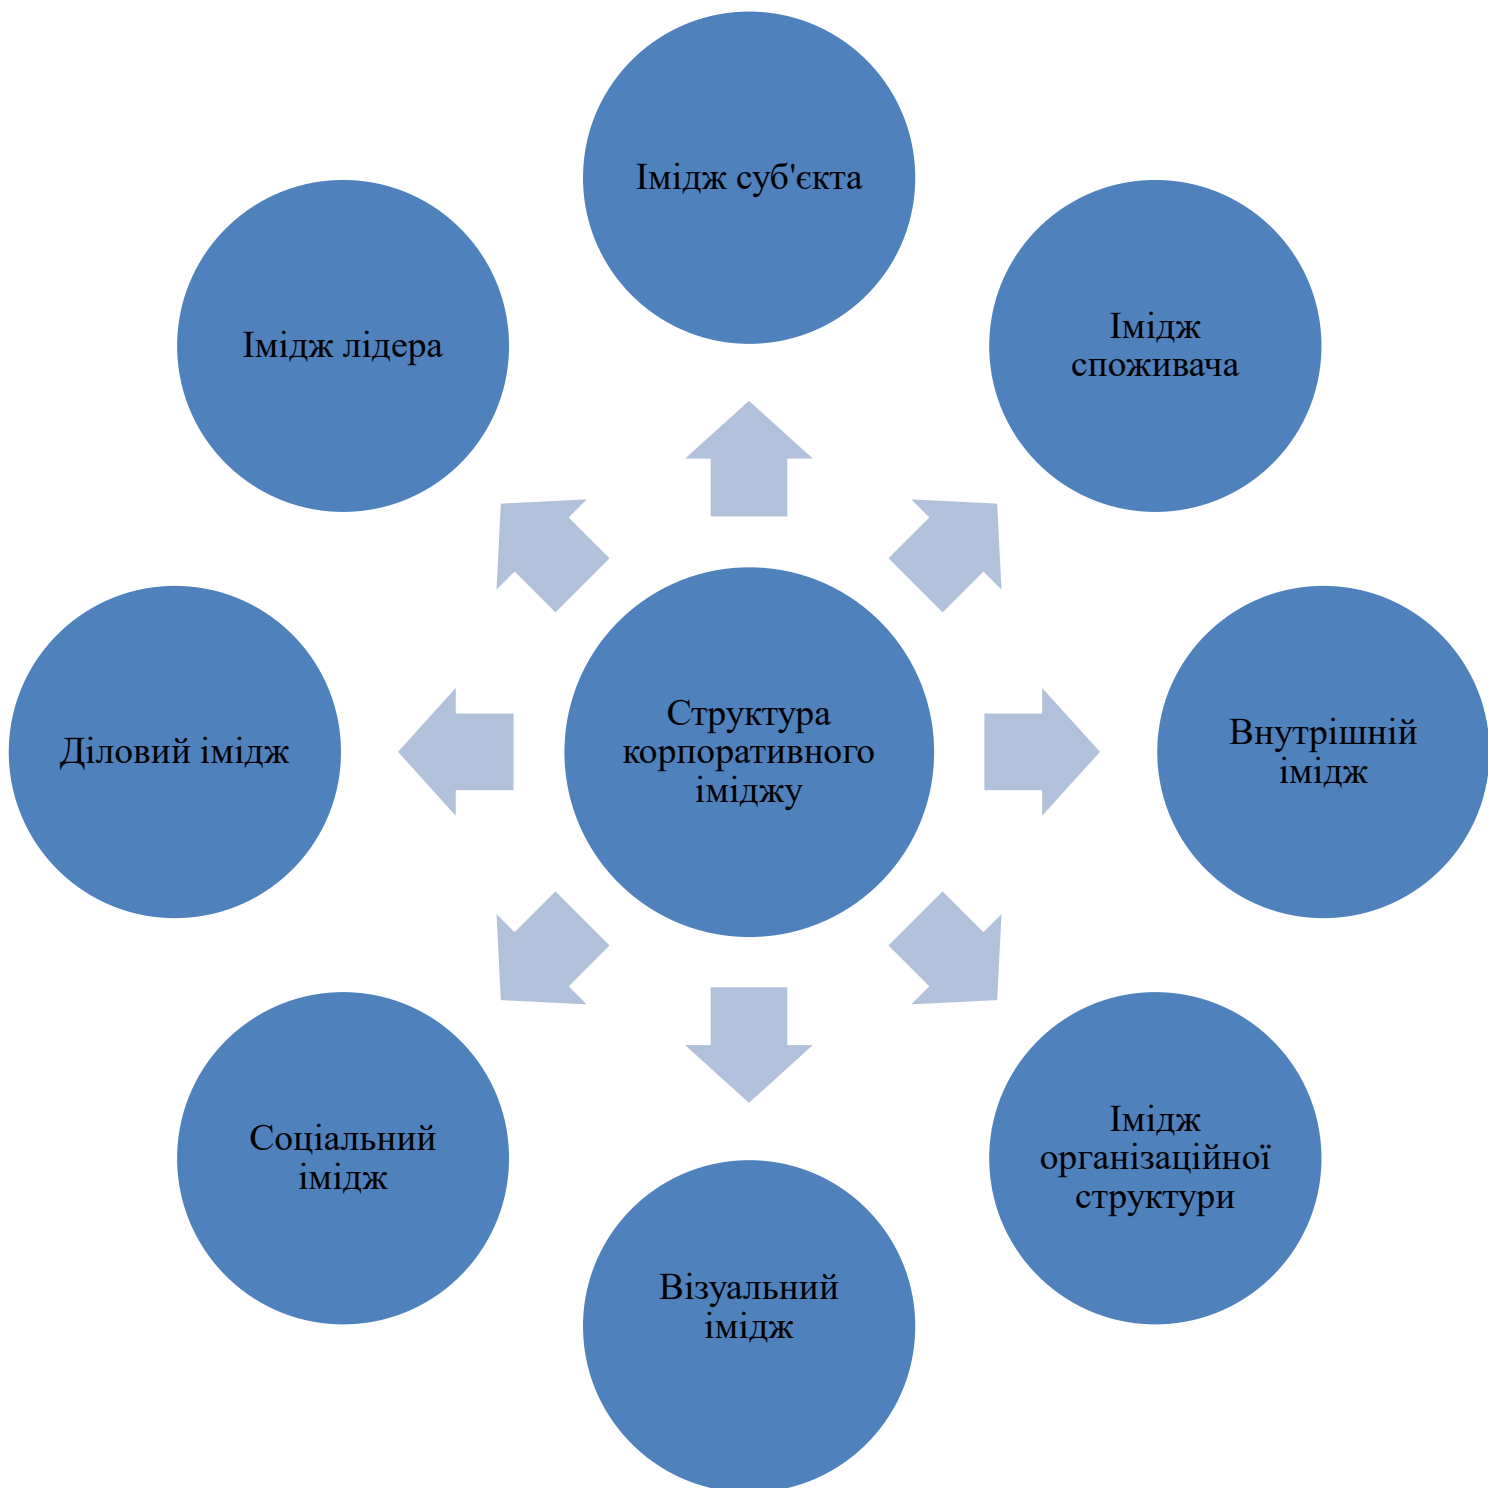 Імідж суб'єкта
Імідж
споживача
Внутрішній
імідж
Імідж
організаційної
структури
Візуальний
імідж
Соціальний
імідж
Діловий імідж
Імідж лідера
Структура
корпоративного
іміджу